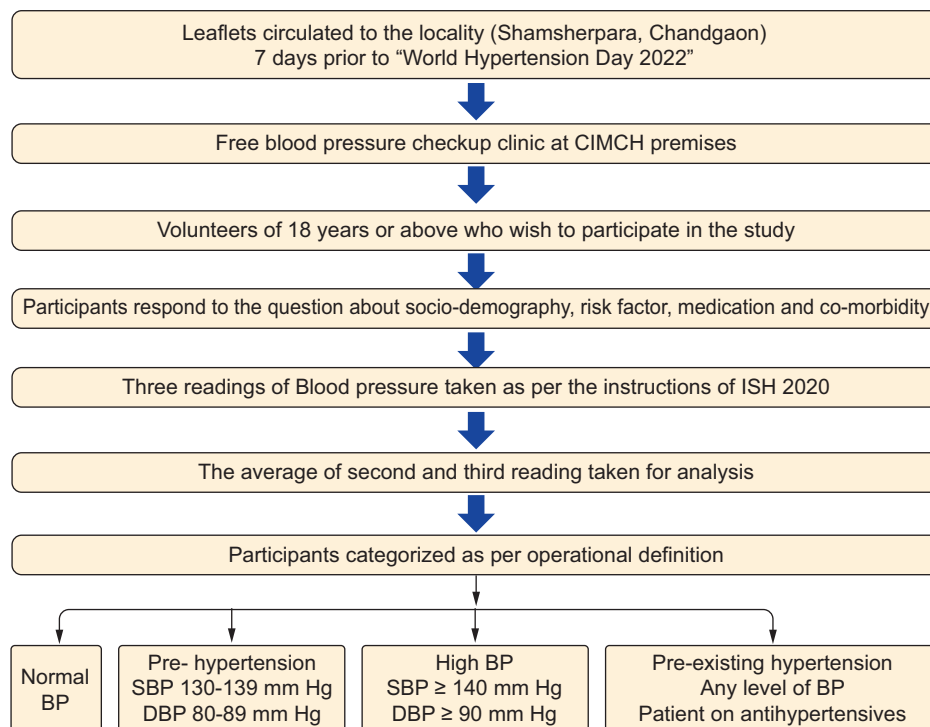 Leaflets circulated to the locality (Shamsherpara, Chandgaon)
7 days prior to “World Hypertension Day 2022”
Free blood pressure checkup clinic at CIMCH premises
Volunteers of 18 years or above who wish to participate in the study
Participants respond to the question about socio-demography, risk factor, medication and co-morbidity
Three readings of Blood pressure taken as per the instructions of ISH 2020
The average of second and third reading taken for analysis
Participants categorized as per operational definition
Normal
BP
Pre- hypertension
SBP 130-139 mm Hg
DBP 80-89 mm Hg
High BP
SBP ≥ 140 mm Hg
DBP ≥ 90 mm Hg
Pre-existing hypertension
Any level of BP
Patient on antihypertensives